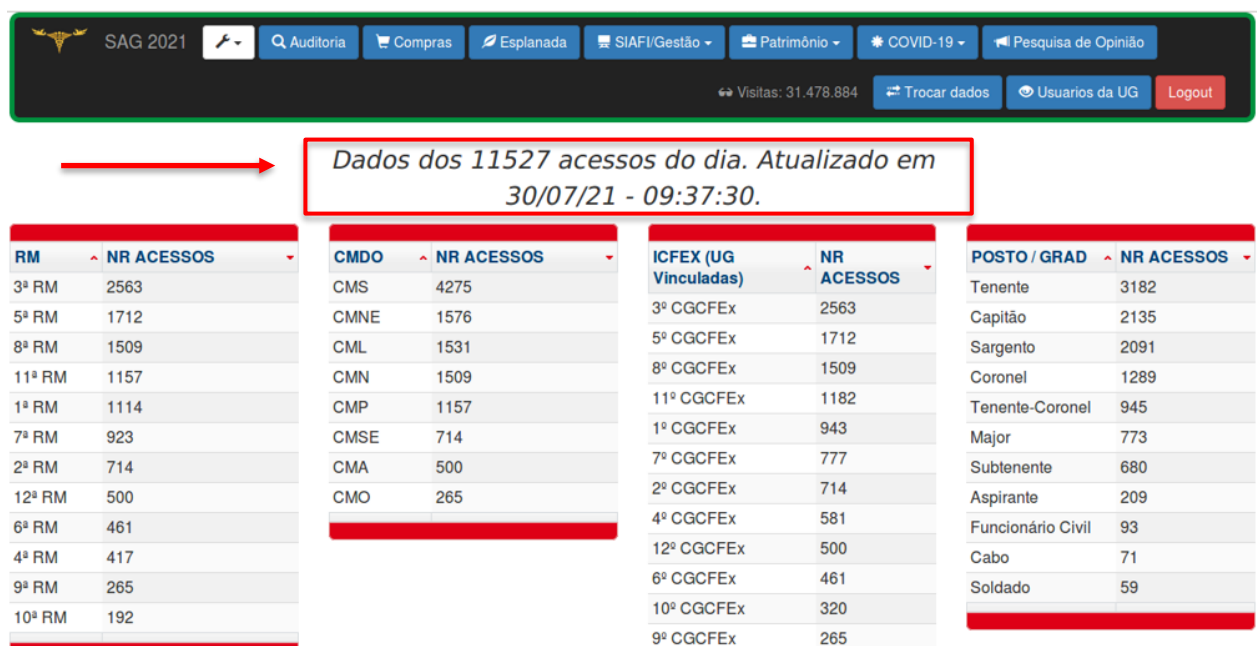 SAG 2021 Auditoria Compras Esplanada SIAFI/Gestão Patrimônio COVID-19 Pesquisa de Opinião
Visitas: 31.478.884 Trocar dados Usuarios da UG Logout
Dados dos 11527 acessos do dia. Atualizado em
30/07/21 - 09:37:30.
RM NR ACESSOS
3ª RM 2563
5ª RM 1712
8ª RM 1509
11ª RM 1157
1ª RM 1114
7ª RM 923
2ª RM 714
12ª RM 500
6ª RM 461
4ª RM 417
9ª RM 265
10ª RM 192
CMDO NR ACESSOS
CMS 4275
CMNE 1576
CML 1531
CMN 1509
CMP 1157
CMSE 714
CMA 500
CMO 265
ICFEX (UG NR
Vinculadas) ACESSOS
3º CGCFEx 2563
5º CGCFEx 1712
8º CGCFEx 1509
11º CGCFEx 1182
1º CGCFEx 943
7º CGCFEx 777
2º CGCFEx 714
4º CGCFEx 581
12º CGCFEx 500
6º CGCFEx 461
10º CGCFEx 320
9º CGCFEx 265
POSTO / GRAD NR ACESSOS
Tenente 3182
Capitão 2135
Sargento 2091
Coronel 1289
Tenente-Coronel 945
Major 773
Subtenente 680
Aspirante 209
Funcionário Civil 93
Cabo 71
Soldado 59